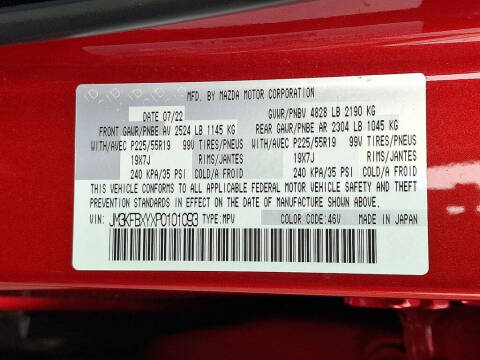 MFD. BY MAZDA MOTOR CORPORATION
DATE 07/22 GVWR/PNBV 4828 LB 2190 KG
FRONT GAWR/PNBE AV 2524 LB 1145 KG REAR GAWR/PNBE AR 2304 LB 1045 KG
WITH/AVEC P225/55R19 99V TIRES/PNEUS WITH/AVEC P225/55R19 99V TIRES/PNEUS
19X7J RIMS/JANTES 19X7J RIMS/JANTES
240 KPA/35 PSI COLD/A FROID 240 KPA/35 PSI COLD/A FROID
THIS VEHICLE CONFORMS TO ALL APPLICABLE FEDERAL MOTOR VEHICLE SAFETY AND THEFT
PREVENTION STANDARDS IN EFFECT ON THE DATE OF MANUFACTURE SHOWN ABOVE.
VIN: JM3KFBXYXP0101093 TYPE:MPV COLOR CODE:46V MADE IN JAPAN